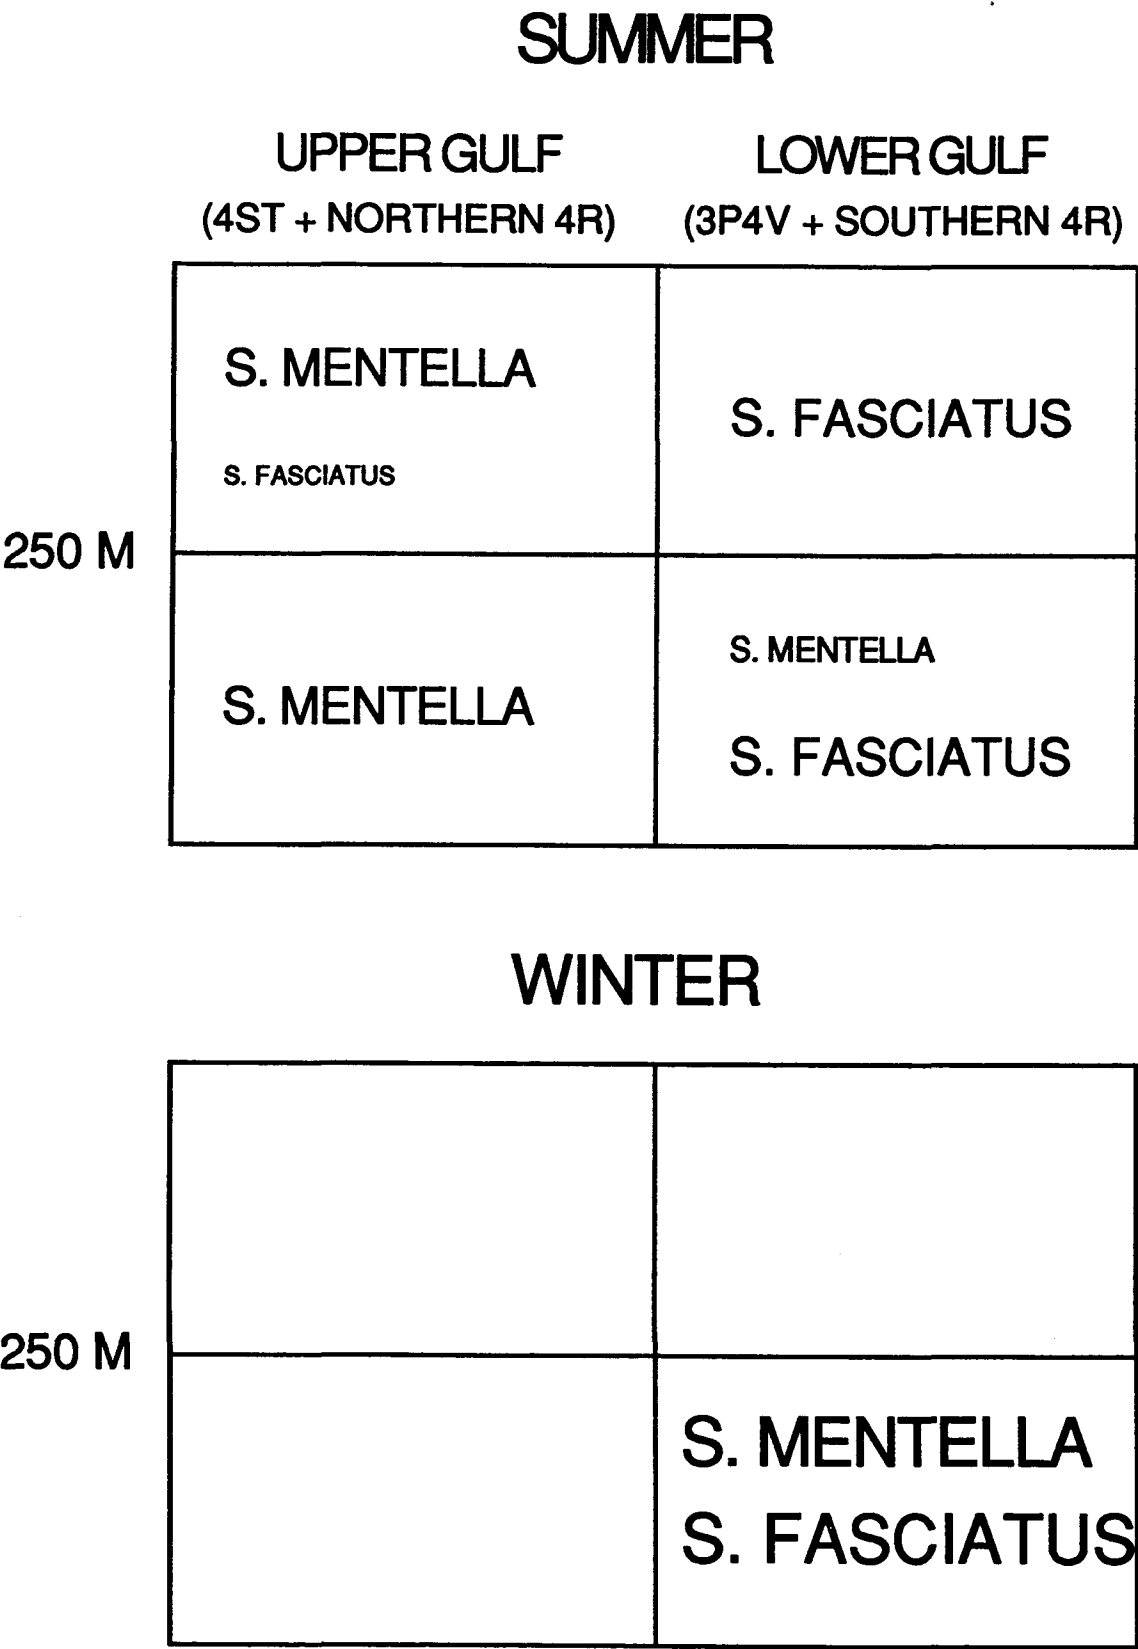 SUMMER
UPPER GULF
LOWER GULF
(4ST + NORTHERN 4R)
(3P4V + SOUTHERN 4R)
S. MENTELLA
S. FASCIATUS
S. FASCIATUS
250 M
S. MENTELLA
S. MENTELLA
S. FASCIATUS
WINTER
250 M
S. MENTELLA
S. FASCIATUS